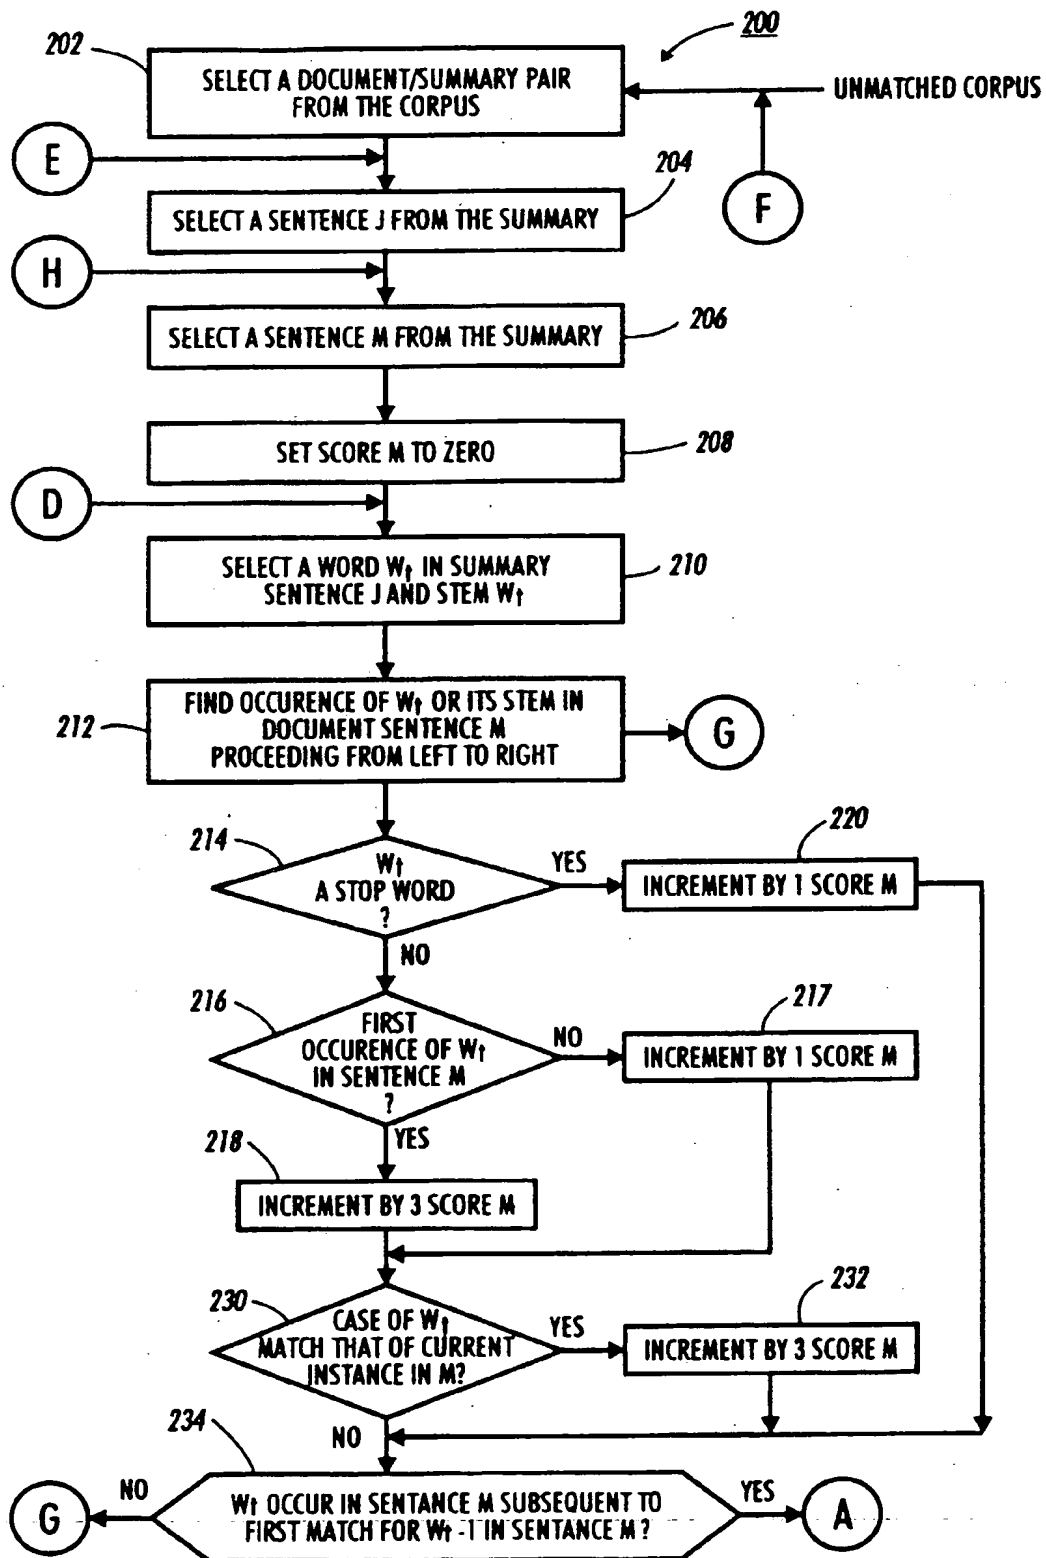 200
202
SELECT A DOCUMENT/SUMMARY PAIR
FROM THE CORPUS
UNMATCHED CORPUS
E
F
204
SELECT A SENTENCE J FROM THE SUMMARY
H
206
SELECT A SENTENCE M FROM THE SUMMARY
208
SET SCORE M TO ZERO
D
SELECT A WORD Wt IN SUMMARY
SENTENCE J AND STEM Wt
210
212
FIND OCCURENCE OF Wt OR ITS STEM IN
DOCUMENT SENTENCE M
PROCEEDING FROM LEFT TO RIGHT
G
214
Wt
A STOP WORD
?
YES
220
INCREMENT BY 1 SCORE M
NO
216
FIRST
OCCURENCE OF Wt
IN SENTENCE M
?
NO
217
INCREMENT BY 1 SCORE M
YES
218
INCREMENT BY 3 SCORE M
230
CASE OF Wt
MATCH THAT OF CURRENT
INSTANCE IN M?
YES
232
INCREMENT BY 3 SCORE M
NO
234
Wt OCCUR IN SENTANCE M SUBSEQUENT TO
FIRST MATCH FOR Wt -1 IN SENTANCE M ?
NO
G
YES
A